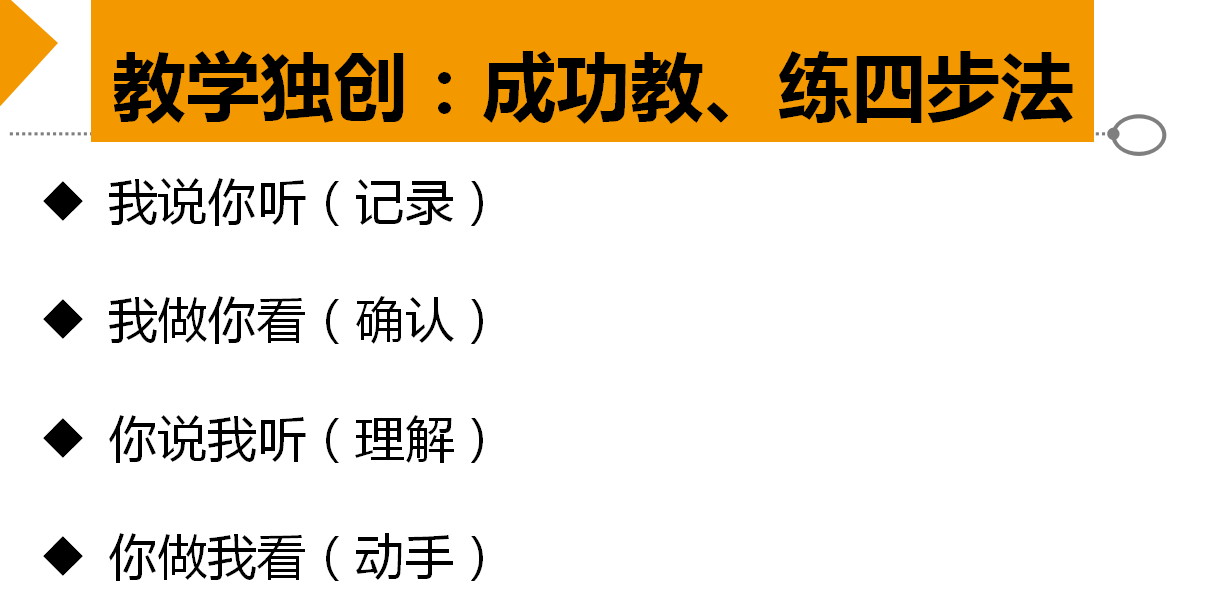 教学独创：成功教、练四步法
◆ 我说你听（记录）
◆ 我做你看（确认）
◆ 你说我听（理解）
◆ 你做我看（动手）